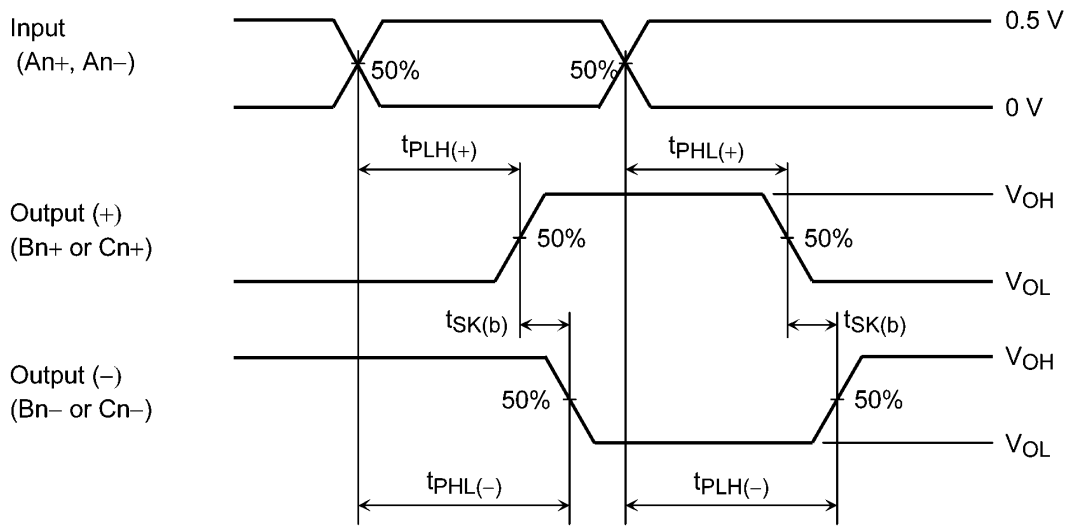 Input
(An+, An−)
0.5 V
50%
50%
0 V
tPLH(+)
tPHL(+)
Output (+)
(Bn+ or Cn+)
VOH
50%
50%
VOL
tSK(b)
tSK(b)
Output (−)
(Bn− or Cn−)
VOH
50%
50%
VOL
tPHL(−)
tPLH(−)